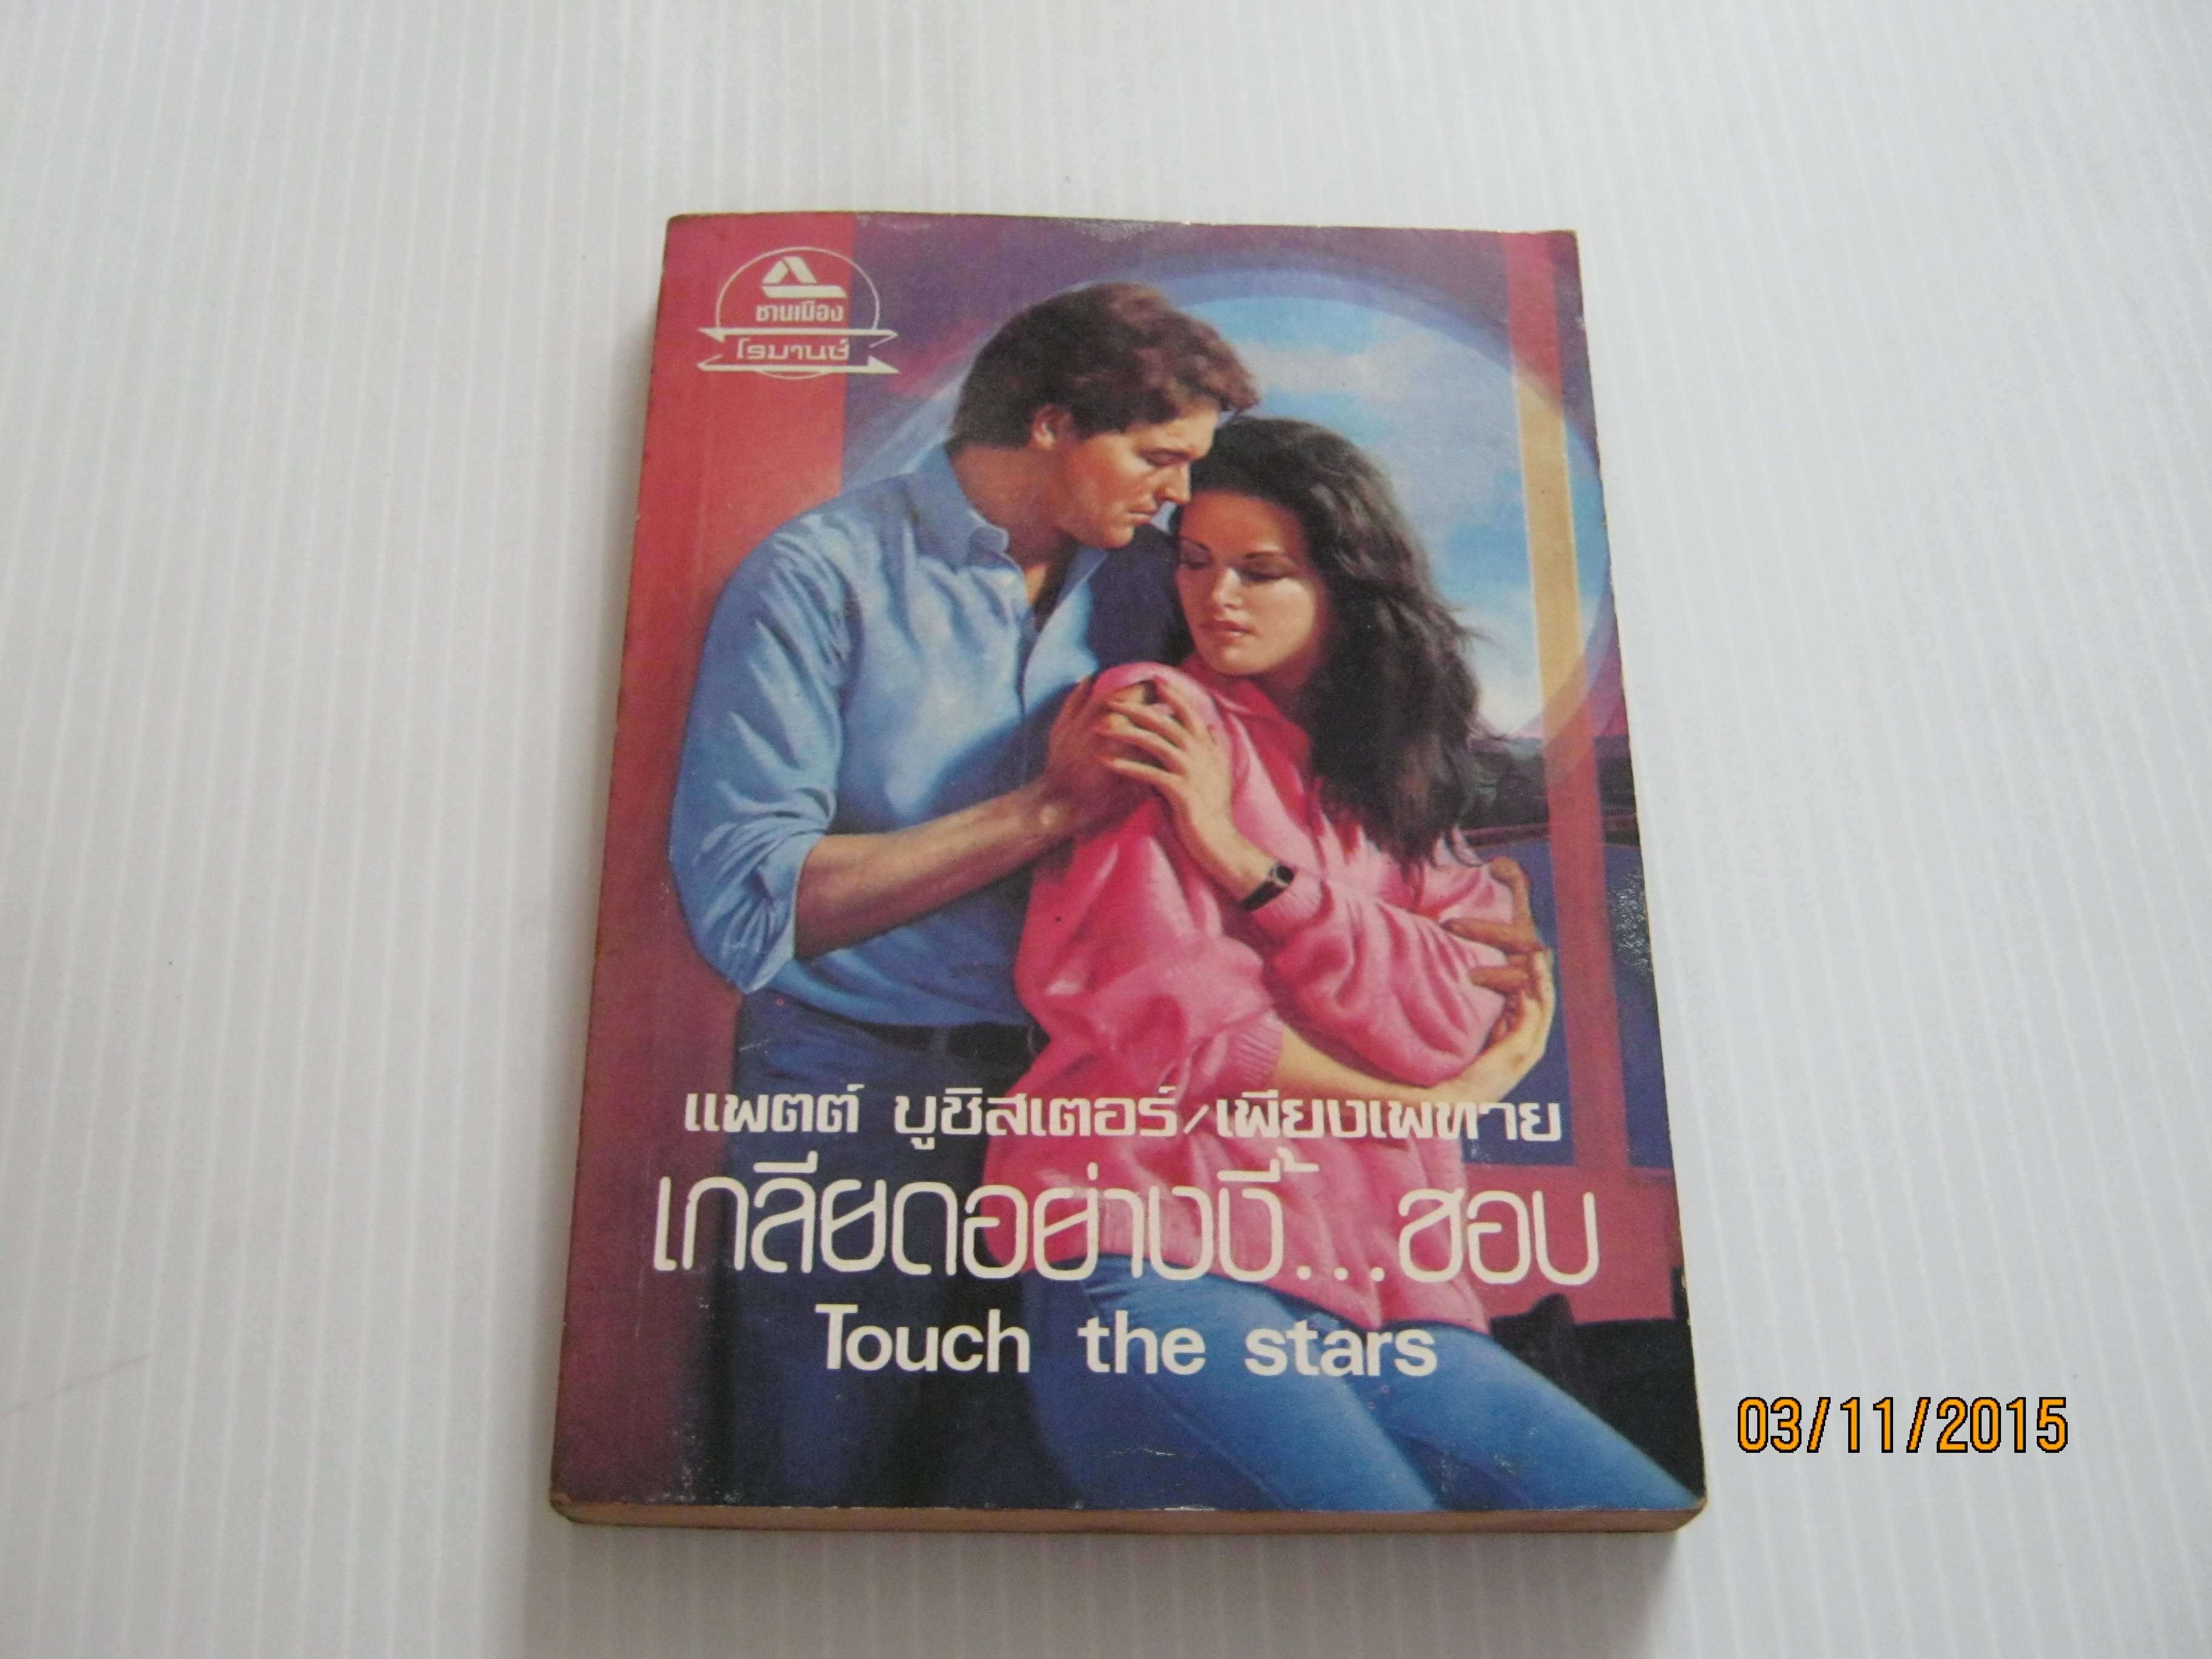 ชานเมือง
โรมานซ์
แพตต์ บูชิสเตอร์/เพียงเพทาย
เกลียดอย่างงี้...ชอบ
Touch the stars
03/11/2015